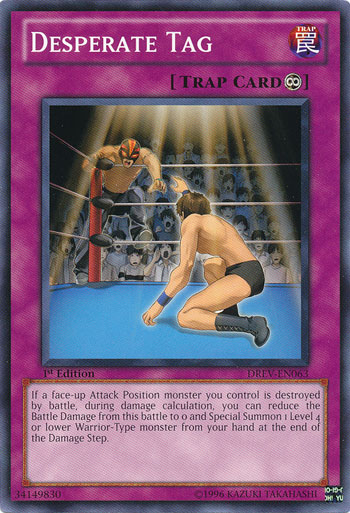 DESPERATE TAG
TRAP
罠
[TRAP CARD]
1st Edition
DREV-EN063
If a face-up Attack Position monster you control is destroyed
by battle, during damage calculation, you can reduce the
Battle Damage from this battle to 0 and Special Summon 1 Level 4
or lower Warrior-Type monster from your hand at the end of
the Damage Step.
34149830
©1996 KAZUKI TAKAHASHI